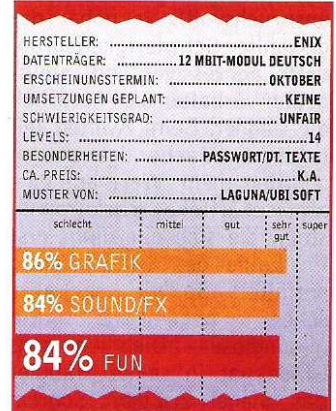 HERSTELLER: ENIX
DATENTRÄGER: 12 MBIT-MODUL DEUTSCH
ERSCHEINUNGSTERMIN: OKTOBER
UMSETZUNGEN GEPLANT: KEINE
SCHWIERIGKEITSGRAD: UNFAIR
LEVELS: 14
BESONDERHEITEN: PASSWORT/DT. TEXTE
CA. PREIS: K.A.
MUSTER VON: LAGUNA/UBI SOFT
schlecht mittel gut sehr gut super
86% GRAFIK
84% SOUND/FX
84% FUN